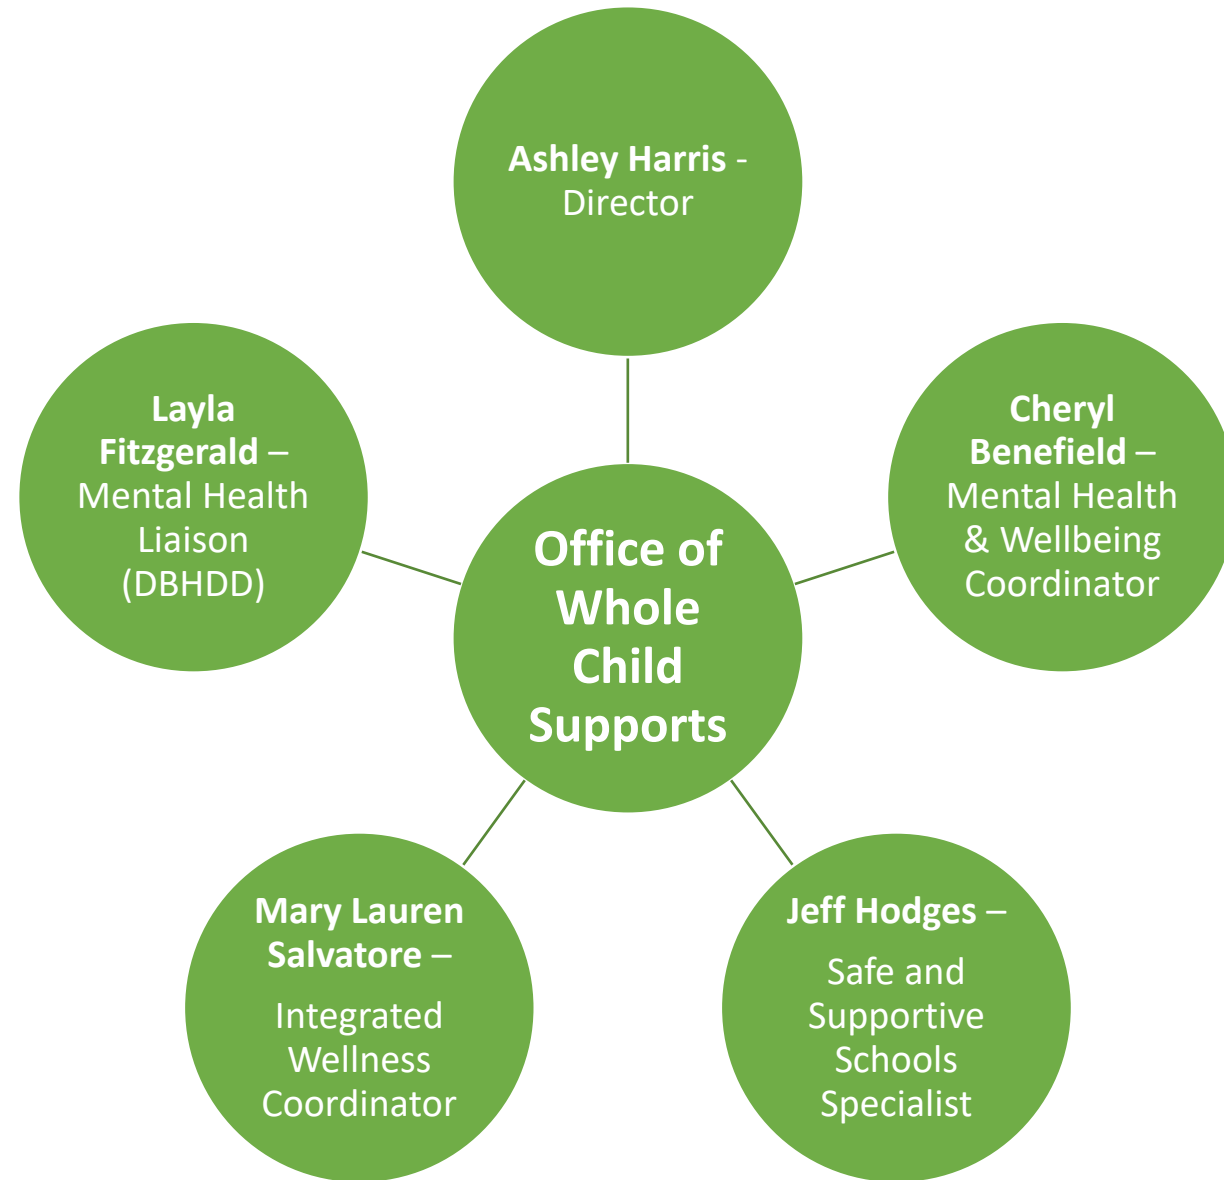 Ashley Harris -
Director
Layla
Fitzgerald –
Mental Health
Liaison
(DBHDD)
Cheryl
Benefield –
Mental Health
& Wellbeing
Coordinator
Office of
Whole
Child
Supports
Mary Lauren
Salvatore –
Integrated
Wellness
Coordinator
Jeff Hodges –
Safe and
Supportive
Schools
Specialist